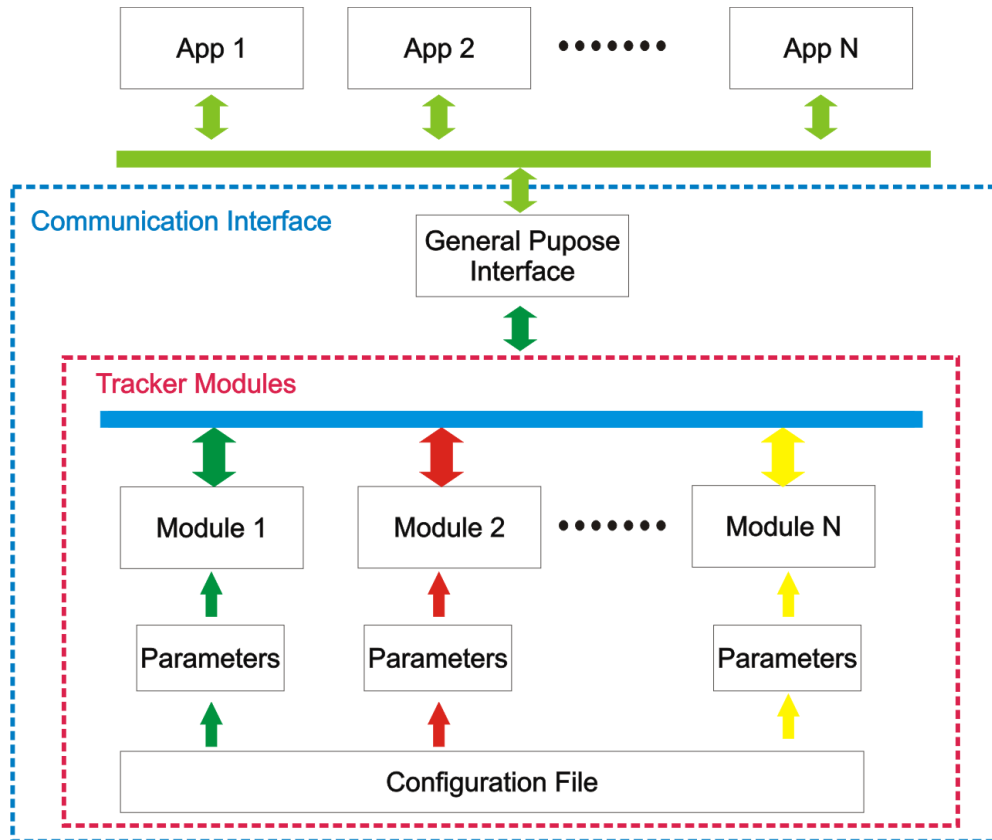 App 1
App 2
App N
Communication Interface
General Pupose
Interface
Tracker Modules
Module 1
Module 2
Module N
Parameters
Parameters
Parameters
Configuration File